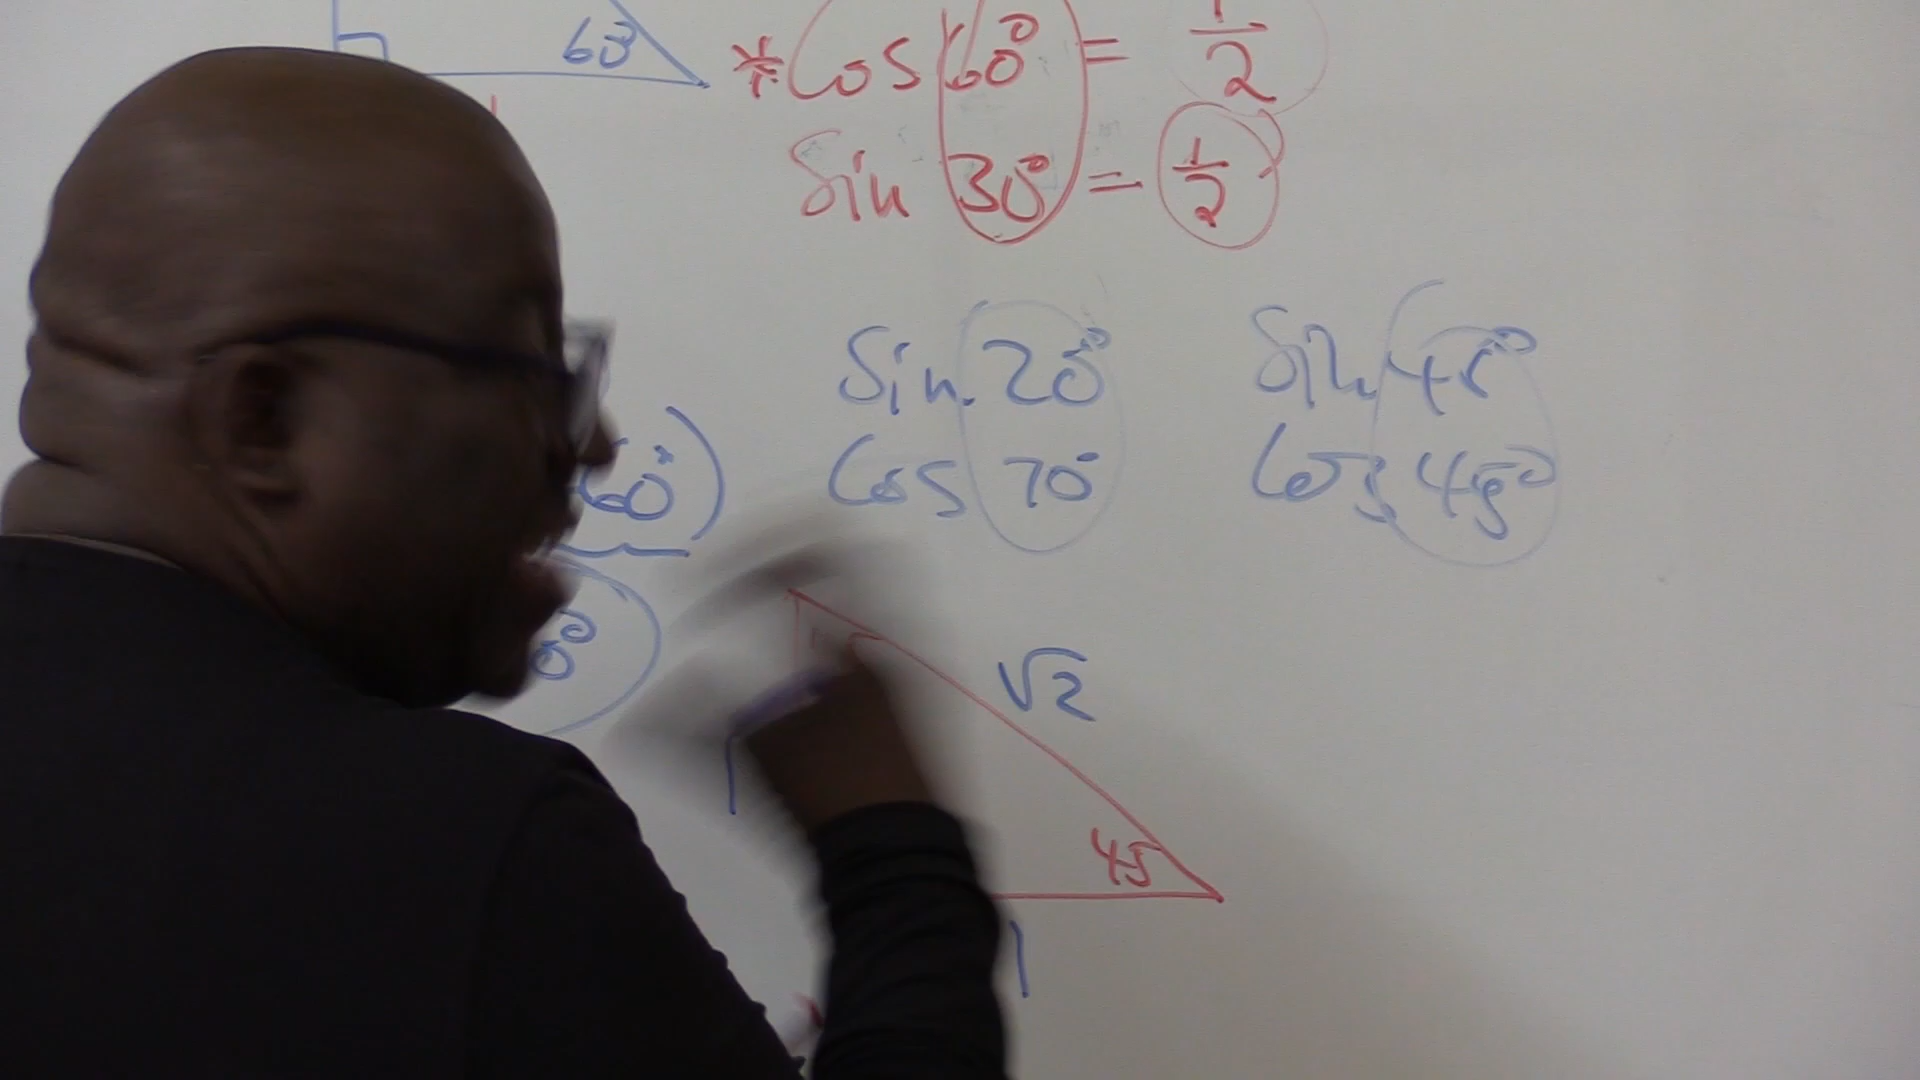 60°
* Cos 60° = 1/2
Sin 30° = 1/2
Sin 20°
Cos 70°
Sin 45°
Cos 45°
60°)
√2
1
45
1